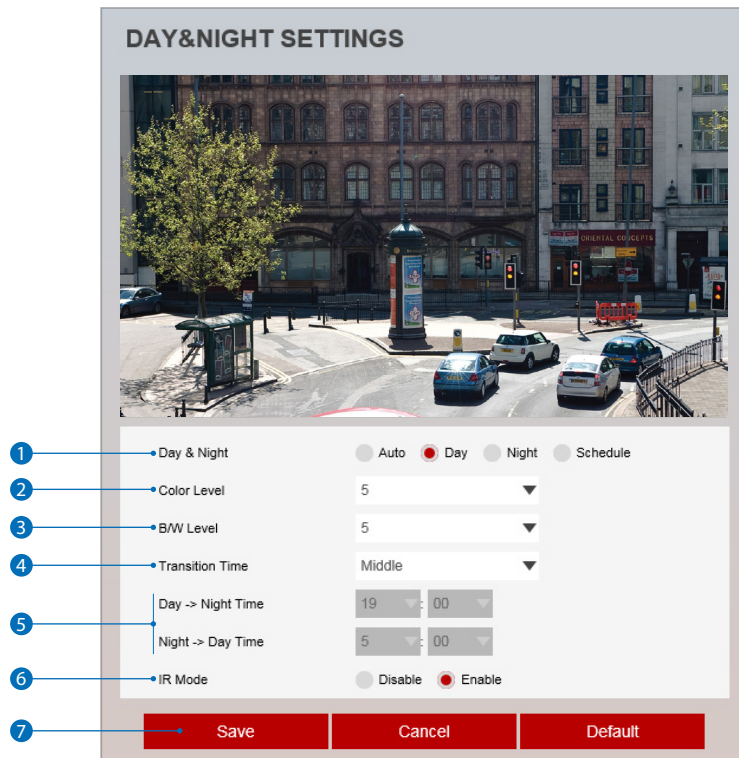 DAY&NIGHT SETTINGS
ORIENTAL CONCEPTS
1 Day & Night Auto Day Night Schedule
2 Color Level 5
3 B/W Level 5
4 Transition Time Middle
Day -> Night Time 19 : 00
5
Night -> Day Time 5 : 00
6 IR Mode Disable Enable
7 Save Cancel Default